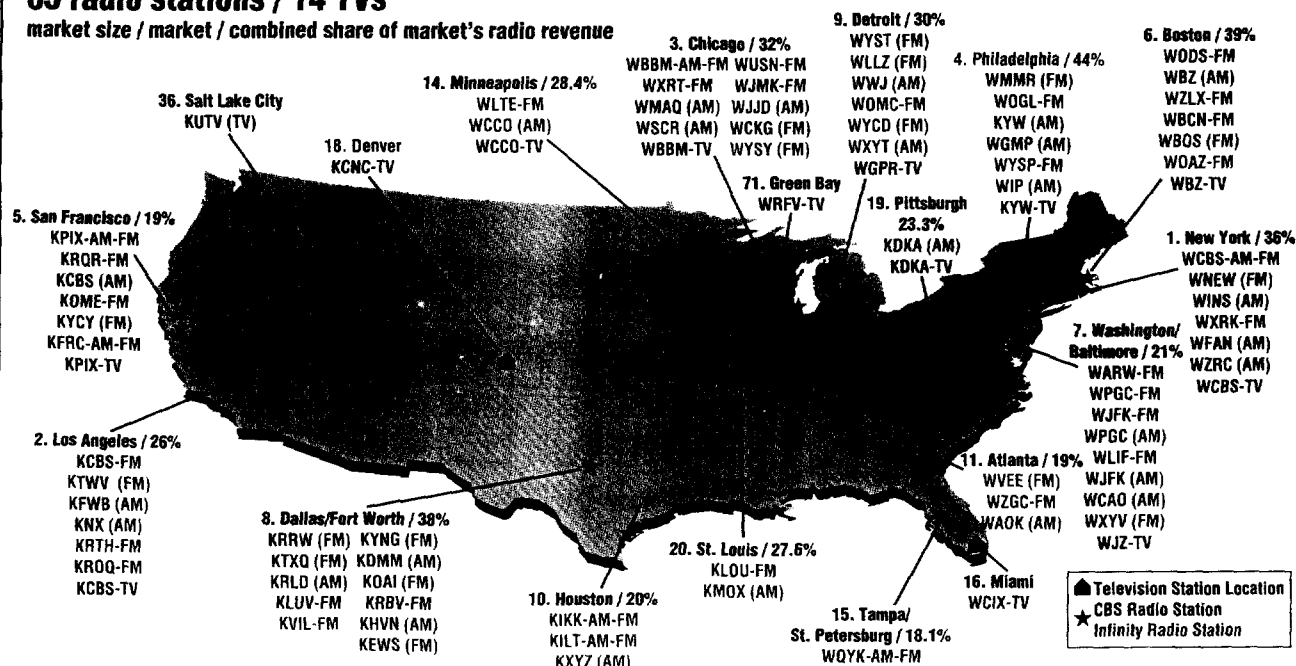 market size / market / combined share of market's radio revenue
36. Salt Lake City
KUTV (TV)
18. Denver
KCNC-TV
14. Minneapolis / 28.4%
WLTE-FM
WCCO (AM)
WCCO-TV
3. Chicago / 32%
WBBM-AM-FM WUSN-FM
WXRT-FM WJMK-FM
WMAQ (AM) WJJD (AM)
WSCR (AM) WCKG (FM)
WBBM-TV WYSY (FM)
71. Green Bay
WRFV-TV
9. Detroit / 30%
WYST (FM)
WLLZ (FM)
WWJ (AM)
WOMC-FM
WYCD (FM)
WXYT (AM)
WGPR-TV
19. Pittsburgh
23.3%
KDKA (AM)
KDKA-TV
4. Philadelphia / 44%
WMMR (FM)
WOGL-FM
KYW (AM)
WGMP (AM)
WYSP-FM
WIP (AM)
KYW-TV
6. Boston / 39%
WODS-FM
WBZ (AM)
WZLX-FM
WBCN-FM
WBOS (FM)
WOAZ-FM
WBZ-TV
1. New York / 36%
WCBS-AM-FM
WNEW (FM)
WINS (AM)
WXRK-FM
WFAN (AM)
WZRC (AM)
WCBS-TV
7. Washington/
Baltimore / 21%
WARW-FM
WPGC-FM
WJFK-FM
WPGC (AM)
WLIF-FM
WJFK (AM)
WCAO (AM)
WXYV (FM)
WJZ-TV
5. San Francisco / 19%
KPIX-AM-FM
KRQR-FM
KCBS (AM)
KOME-FM
KYCY (FM)
KFRC-AM-FM
KPIX-TV
2. Los Angeles / 26%
KCBS-FM
KTWV (FM)
KFWB (AM)
KNX (AM)
KRTH-FM
KROQ-FM
KCBS-TV
8. Dallas/Fort Worth / 38%
KRRW (FM) KYNG (FM)
KTXQ (FM) KDMM (AM)
KRLD (AM) KOAI (FM)
KLUV-FM KRBV-FM
KVIL-FM KHVN (AM)
KEWS (FM)
10. Houston / 20%
KIKK-AM-FM
KILT-AM-FM
KXYZ (AM)
20. St. Louis / 27.6%
KLOU-FM
KMOX (AM)
11. Atlanta / 19%
WVEE (FM)
WZGC-FM
WAOK (AM)
15. Tampa/
St. Petersburg / 18.1%
WQYK-AM-FM
16. Miami
WCIX-TV
Television Station Location
CBS Radio Station
Infinity Radio Station